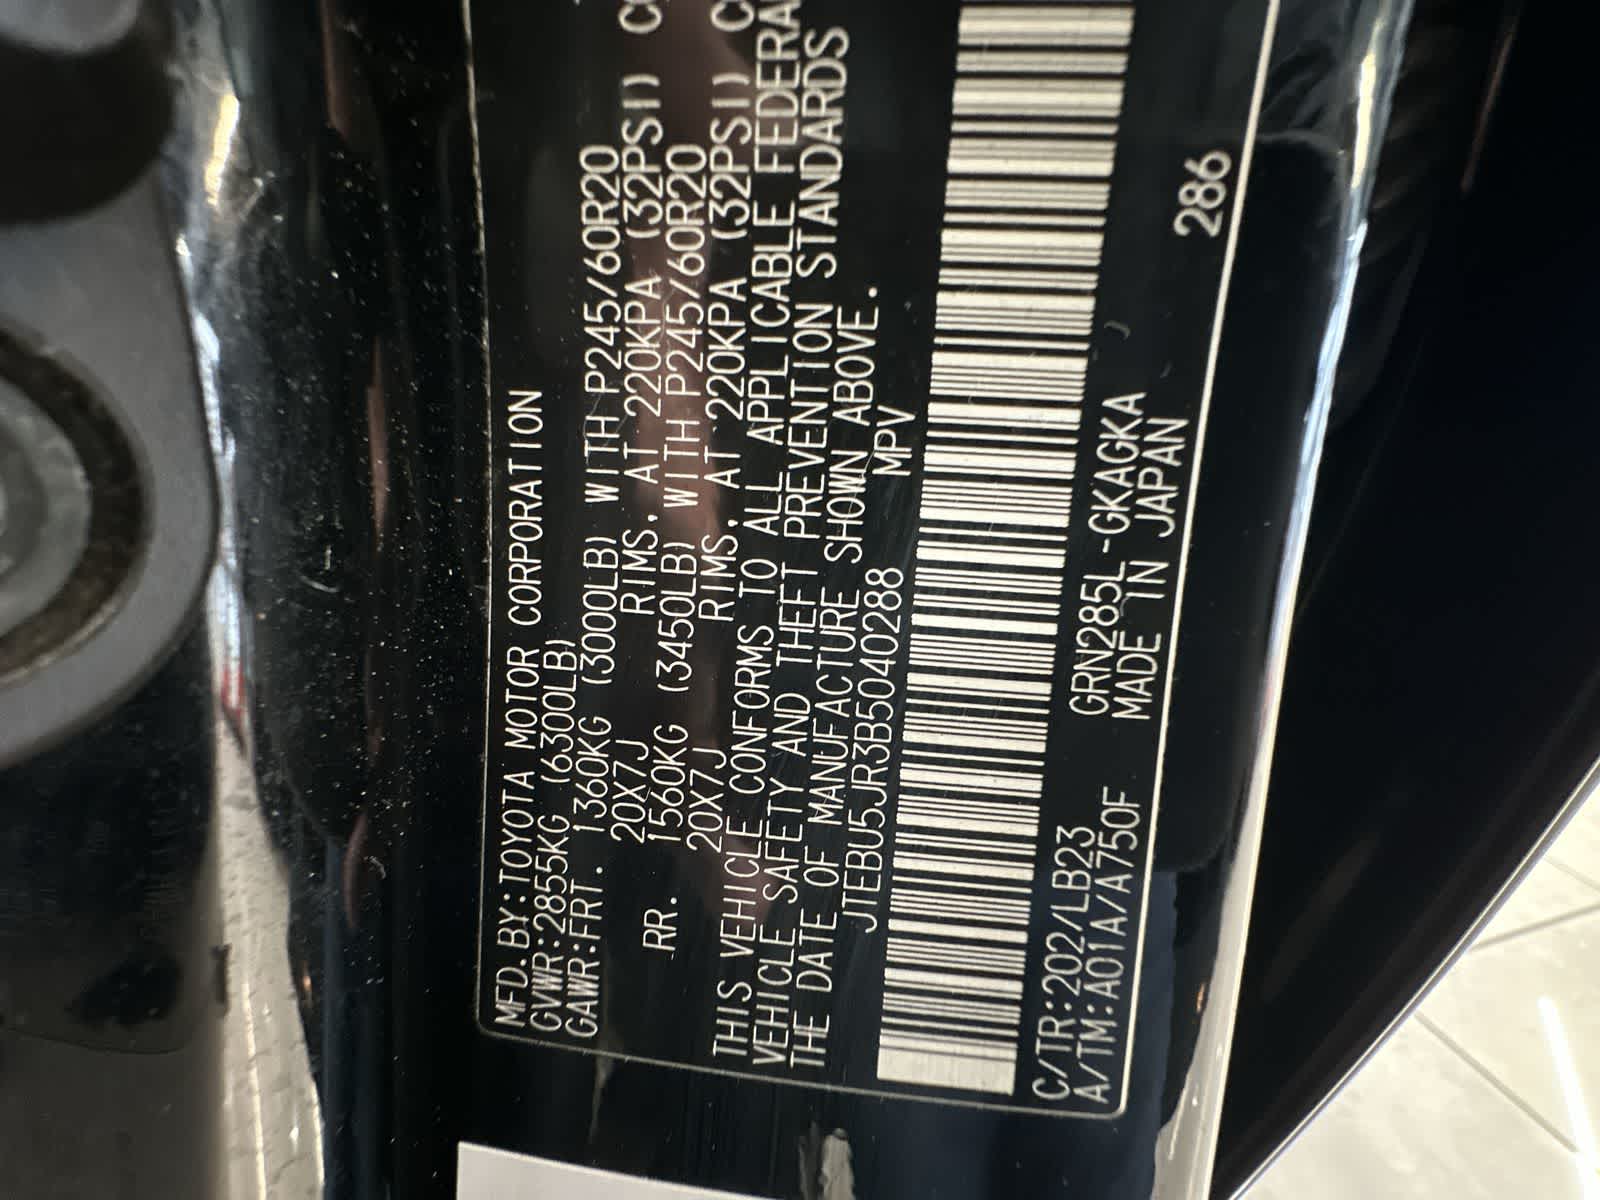 MFD.BY:TOYOTA MOTOR CORPORATION
GVWR:2855KG (6300LB)
GAWR:FRT. 1360KG (3000LB) WITH P245/60R20
20X7J RIMS, AT 220KPA (32PSI)
RR. 1560KG (3450LB) WITH P245/60R20
20X7J RIMS, AT 220KPA (32PSI)
THIS VEHICLE CONFORMS TO ALL APPLICABLE
VEHICLE SAFETY AND THEFT PREVENTION STANDARDS
THE DATE OF MANUFACTURE SHOWN ABOVE.
JTEBU5JR3B5040288 MPV
286
C/TR:202/LB23 GRN285L-GKAGKA
A/TM:A01A/A750F MADE IN JAPAN